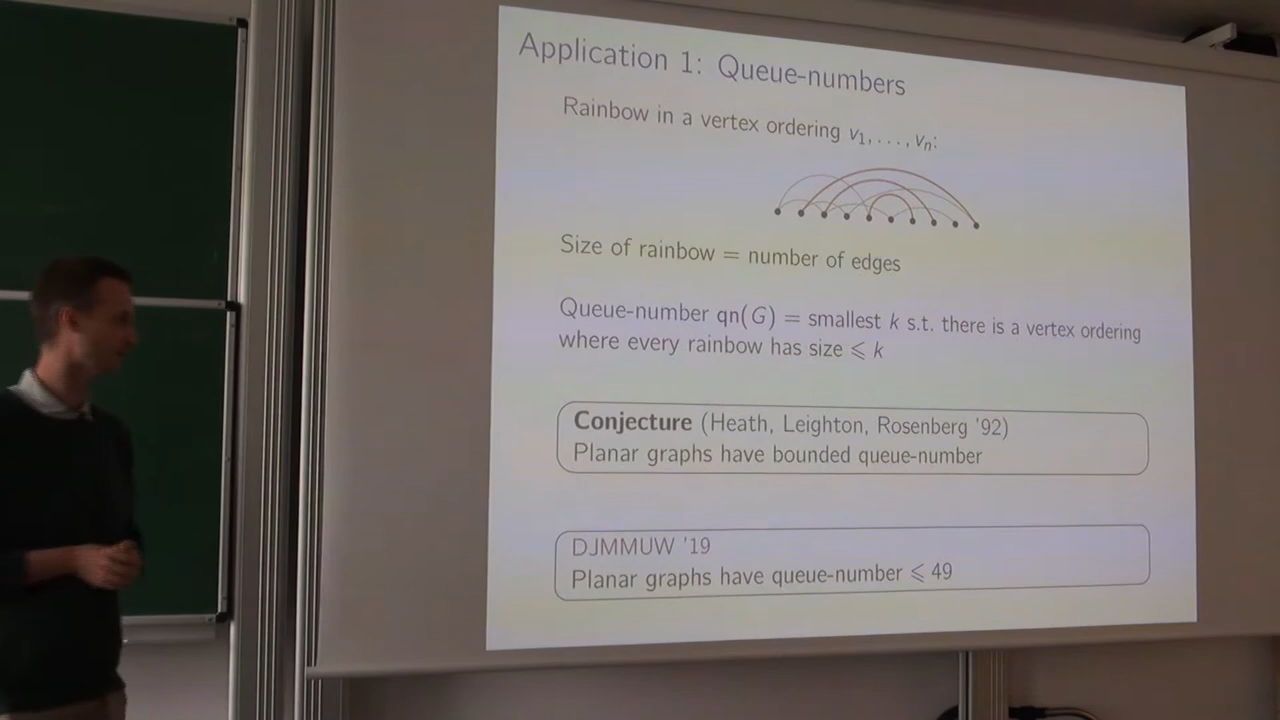 Application 1: Queue-numbers
Rainbow in a vertex ordering v₁, . . . , vₙ:
Size of rainbow = number of edges
Queue-number qn(G) = smallest k s.t. there is a vertex ordering
where every rainbow has size ⩽ k
Conjecture (Heath, Leighton, Rosenberg '92)
Planar graphs have bounded queue-number
DJMMUW '19
Planar graphs have queue-number ⩽ 49